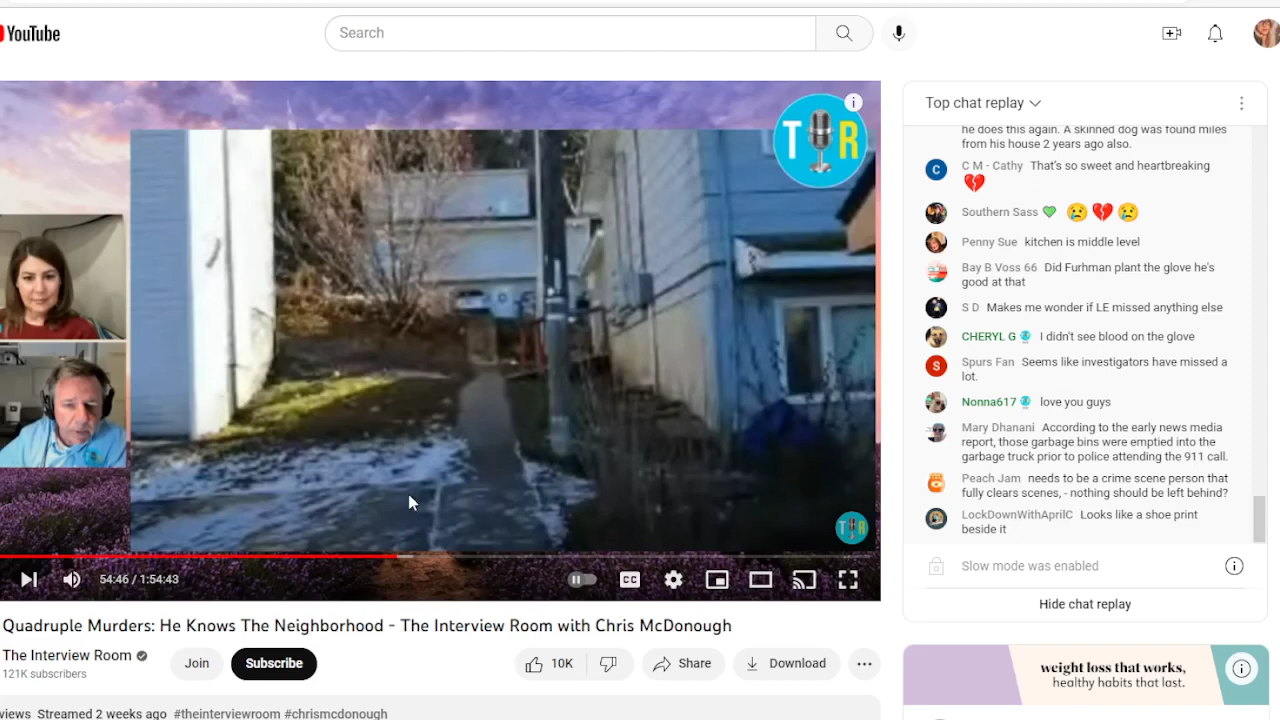 YouTube
Search
T R
i
Top chat replay
he does this again. A skinned dog was found miles
from his house 2 years ago also.
C
C M - Cathy That's so sweet and heartbreaking
Southern Sass
Penny Sue kitchen is middle level
Bay B Voss 66 Did Furhman plant the glove he's
good at that
S D Makes me wonder if LE missed anything else
CHERYL G I didn't see blood on the glove
S
Spurs Fan Seems like investigators have missed a
lot.
Nonna617 love you guys
Mary Dhanani According to the early news media
report, those garbage bins were emptied into the
garbage truck prior to police attending the 911 call.
Peach Jam needs to be a crime scene person that
fully clears scenes, - nothing should be left behind?
LockDownWithAprilC Looks like a shoe print
beside it
T R
54:46 / 1:54:43
CC
Slow mode was enabled
Hide chat replay
Quadruple Murders: He Knows The Neighborhood - The Interview Room with Chris McDonough
The Interview Room
121K subscribers
Join
Subscribe
10K
Share
Download
weight loss that works,
healthy habits that last.
views Streamed 2 weeks ago #theinterviewroom #chrismcdonough